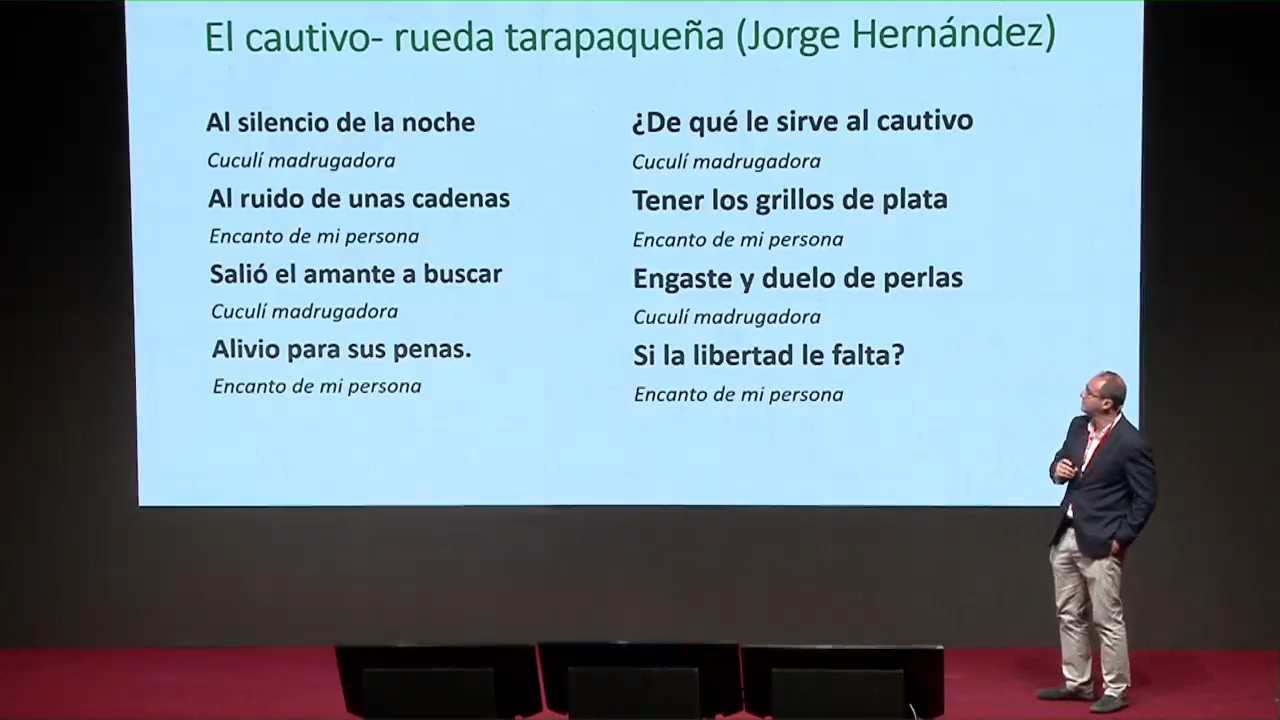 El cautivo- rueda tarapaqueña (Jorge Hernández)
Al silencio de la noche
Cuculí madrugadora
Al ruido de unas cadenas
Encanto de mi persona
Salió el amante a buscar
Cuculí madrugadora
Alivio para sus penas.
Encanto de mi persona
¿De qué le sirve al cautivo
Cuculí madrugadora
Tener los grillos de plata
Encanto de mi persona
Engaste y duelo de perlas
Cuculí madrugadora
Si la libertad le falta?
Encanto de mi persona